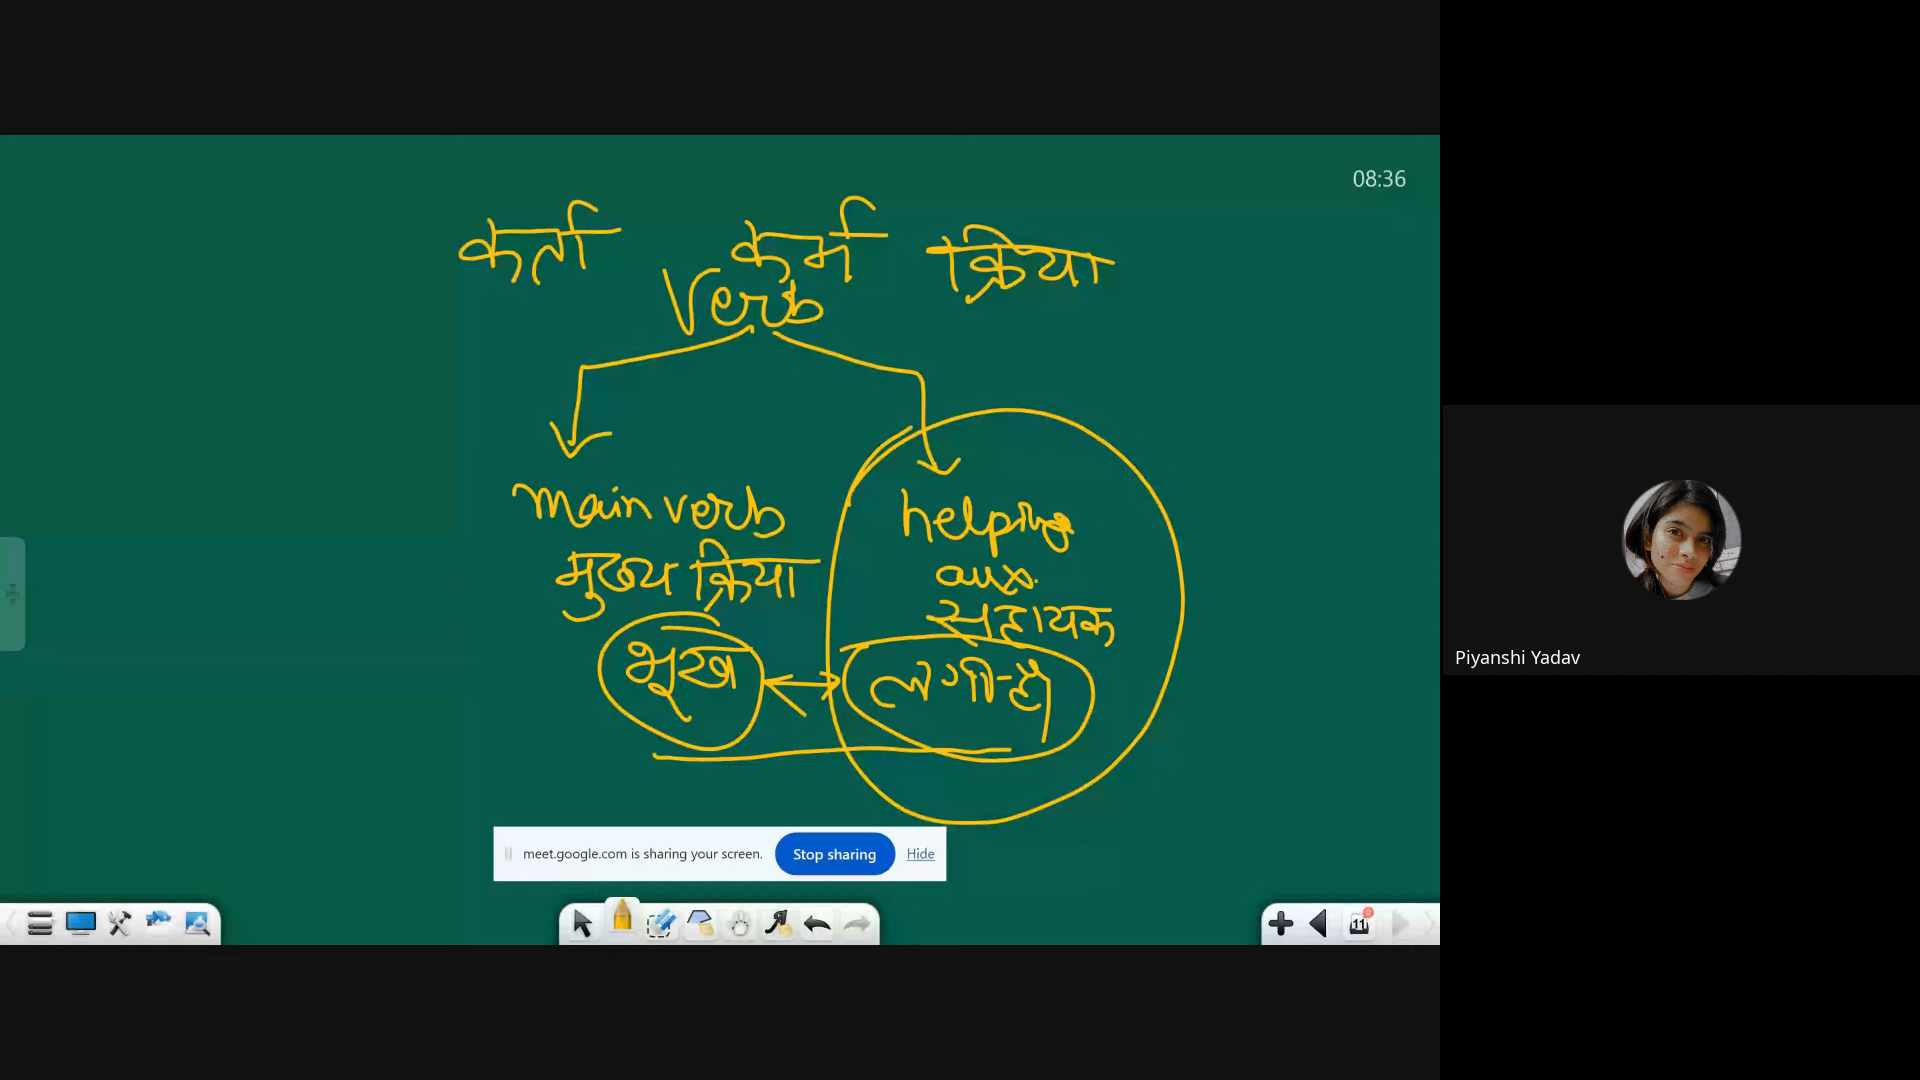 08:36
कर्ता कर्म क्रिया
Verb
main verb helping
मुख्य क्रिया aux.
सहायक
भूख लगी है।
meet.google.com is sharing your screen. Stop sharing Hide
Piyanshi Yadav
11